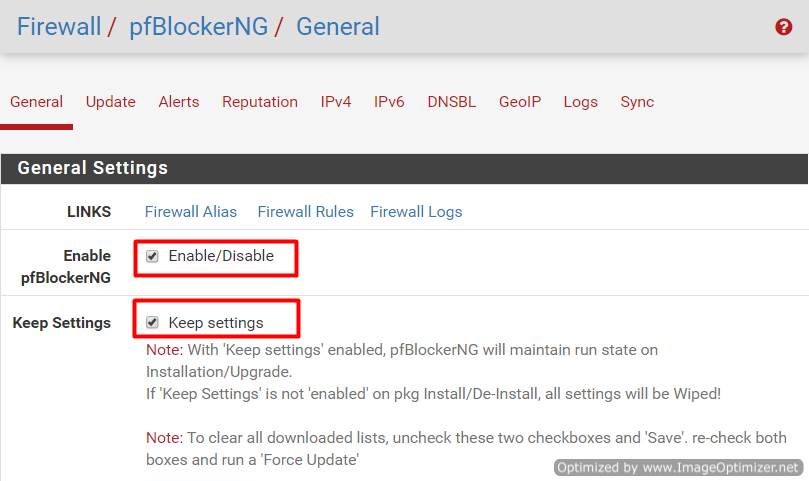 Firewall / pfBlockerNG / General
General Update Alerts Reputation IPv4 IPv6 DNSBL GeoIP Logs Sync
General Settings
LINKS Firewall Alias Firewall Rules Firewall Logs
Enable Enable/Disable
pfBlockerNG
Keep Settings Keep settings
Note: With 'Keep settings' enabled, pfBlockerNG will maintain run state on
Installation/Upgrade.
If 'Keep Settings' is not 'enabled' on pkg Install/De-Install, all settings will be Wiped!
Note: To clear all downloaded lists, uncheck these two checkboxes and 'Save'. re-check both
boxes and run a 'Force Update'
Optimized by www.ImageOptimizer.net